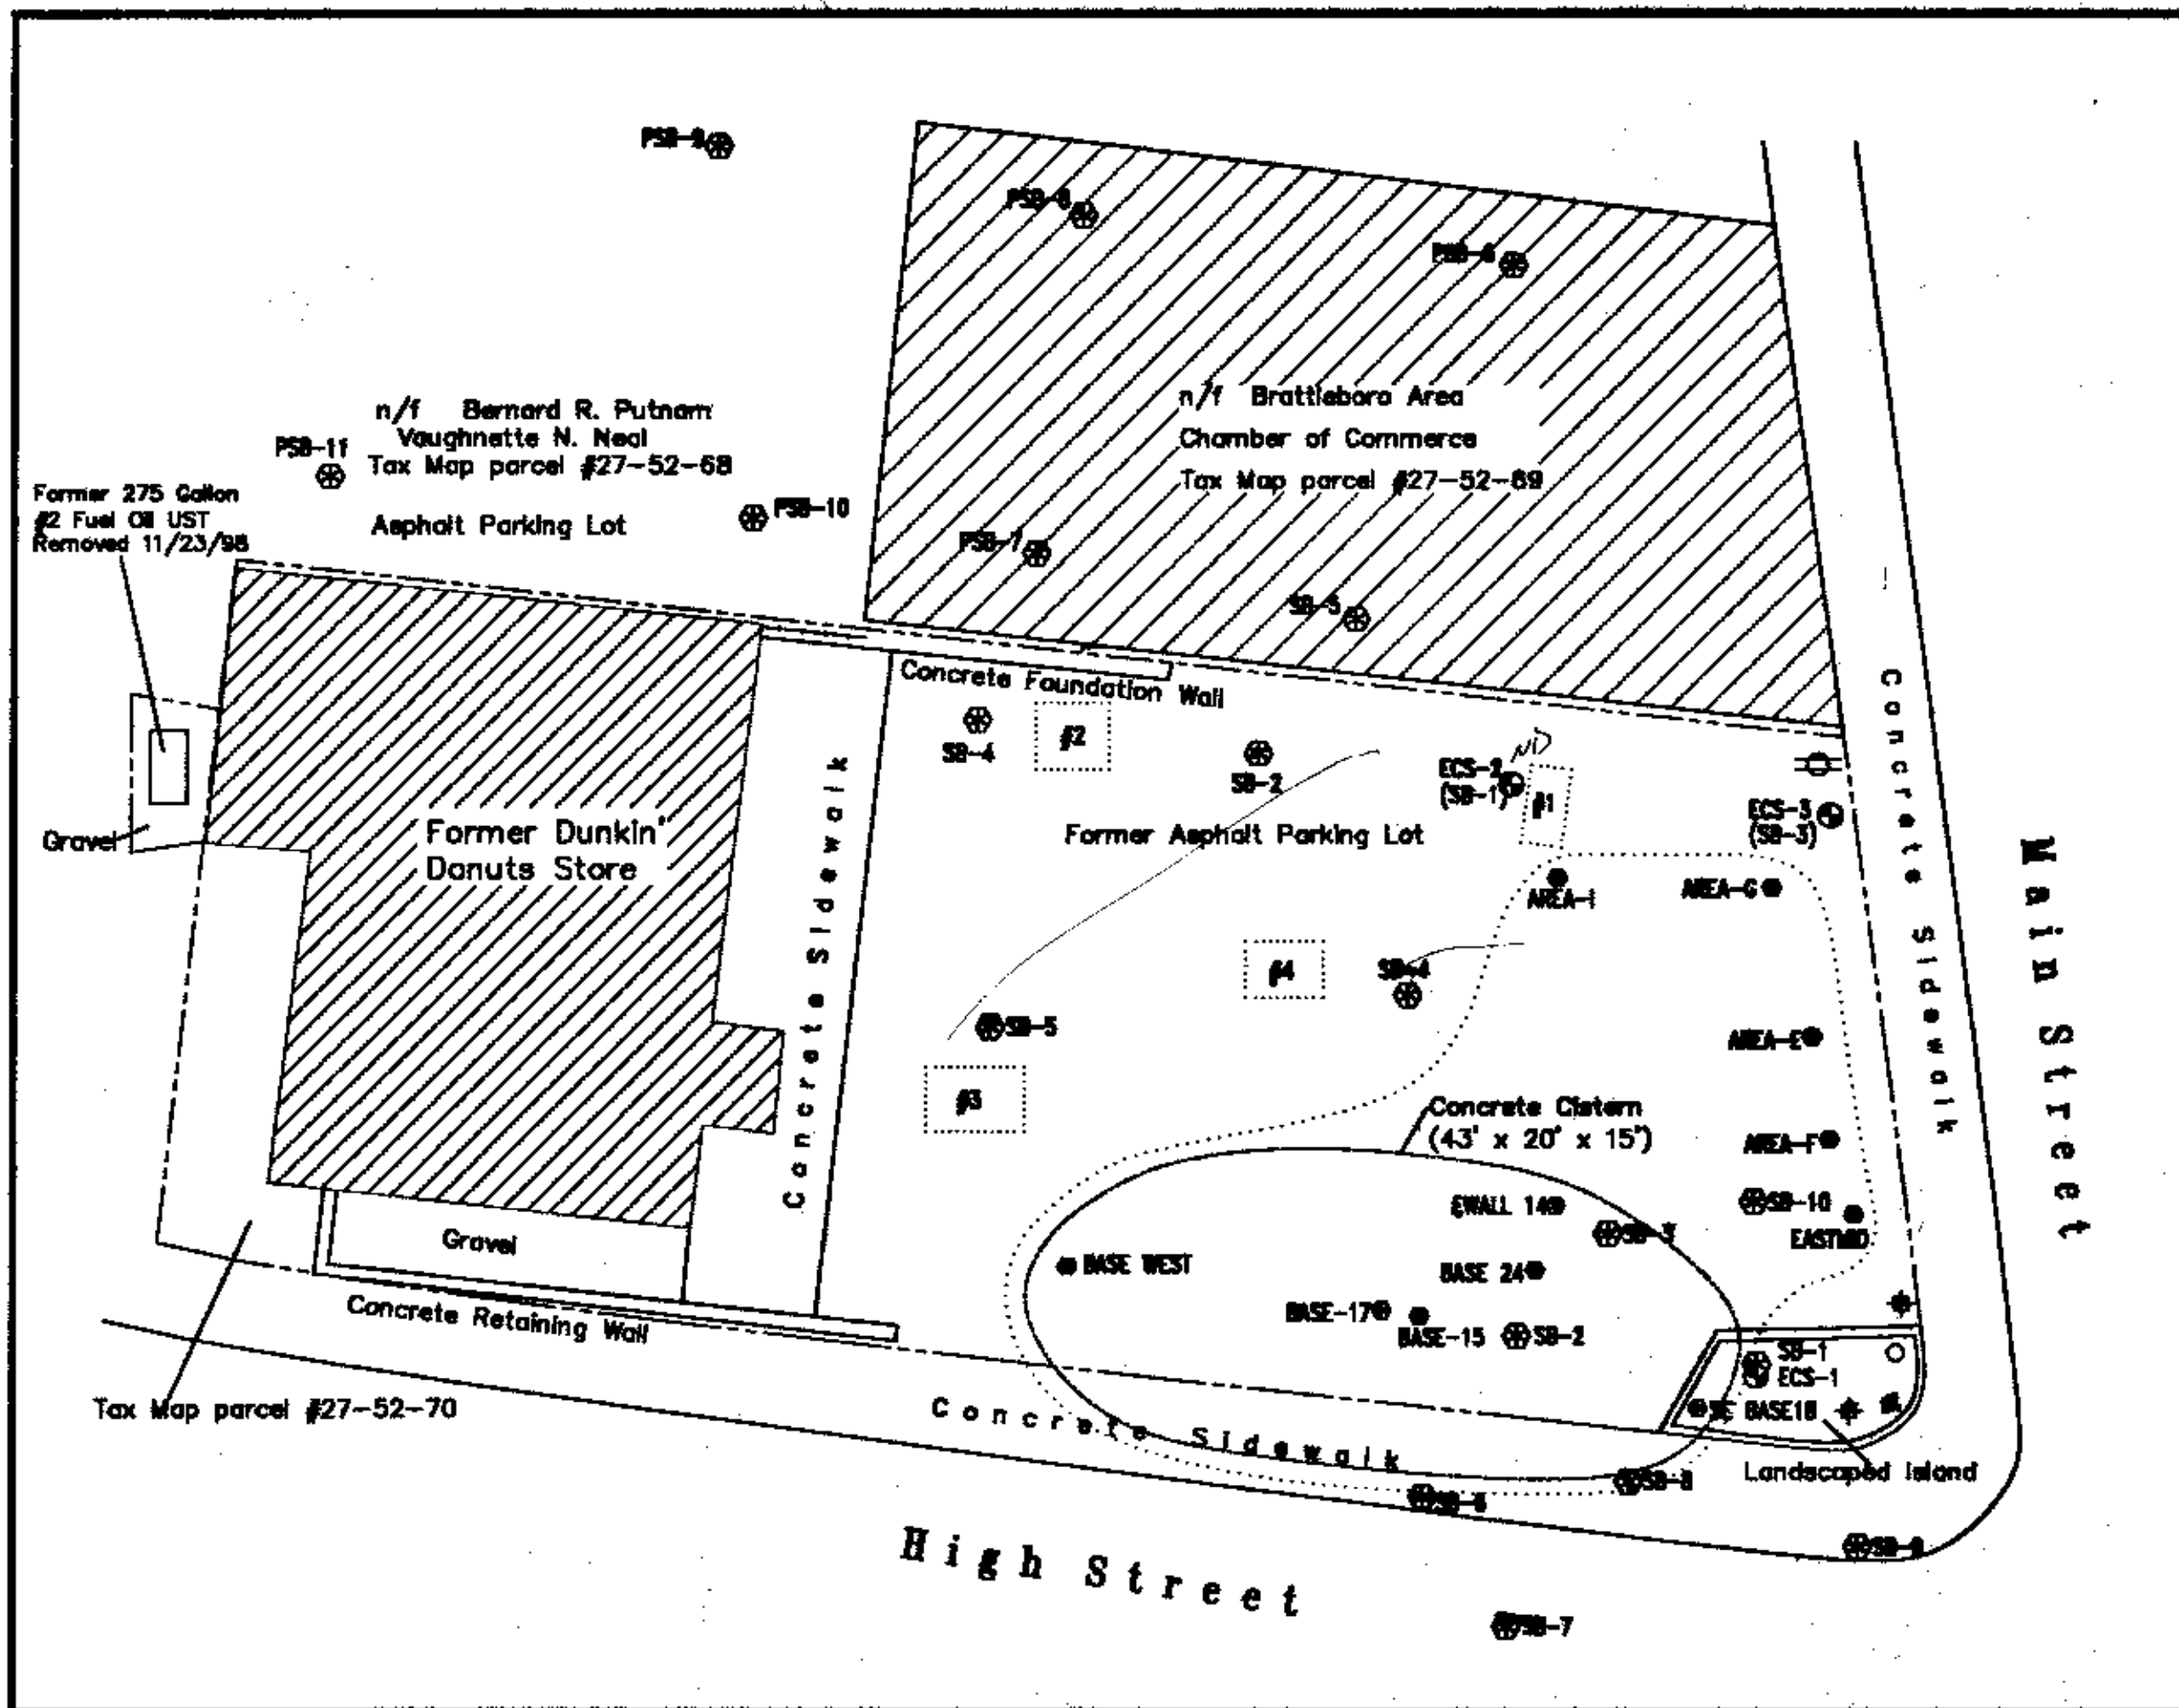 PSB-9
PSB-8
n/f Bernard R. Putnam
Vaughnette N. Neal
Tax Map parcel #27-52-68
Asphalt Parking Lot
PSB-11
PSB-10
n/f Brattleboro Area
Chamber of Commerce
Tax Map parcel #27-52-69
PSB-7
SB-5
Former 275 Gallon
#2 Fuel Oil UST
Removed 11/23/98
Gravel
Former Dunkin'
Donuts Store
Concrete Sidewalk
Concrete Foundation Wall
SB-4
#2
SB-2
ND
ECS-2
(SB-1)
#1
ECS-3
(SB-3)
Former Asphalt Parking Lot
AREA-I
AREA-G
Concrete Sidewalk
Main Street
#4
SB-4
SB-5
#3
AREA-E
Concrete Cistern
(43' x 20' x 15')
AREA-F
EWALL 14
SB-3
SB-10
EASTMID
BASE WEST
BASE 24
BASE-17
BASE-15
SB-2
Gravel
Concrete Retaining Wall
SB-1
ECS-1
SE BASE18
Landscaped Island
Tax Map parcel #27-52-70
Concrete Sidewalk
SB-6
SB-8
SB-9
High Street
SB-7